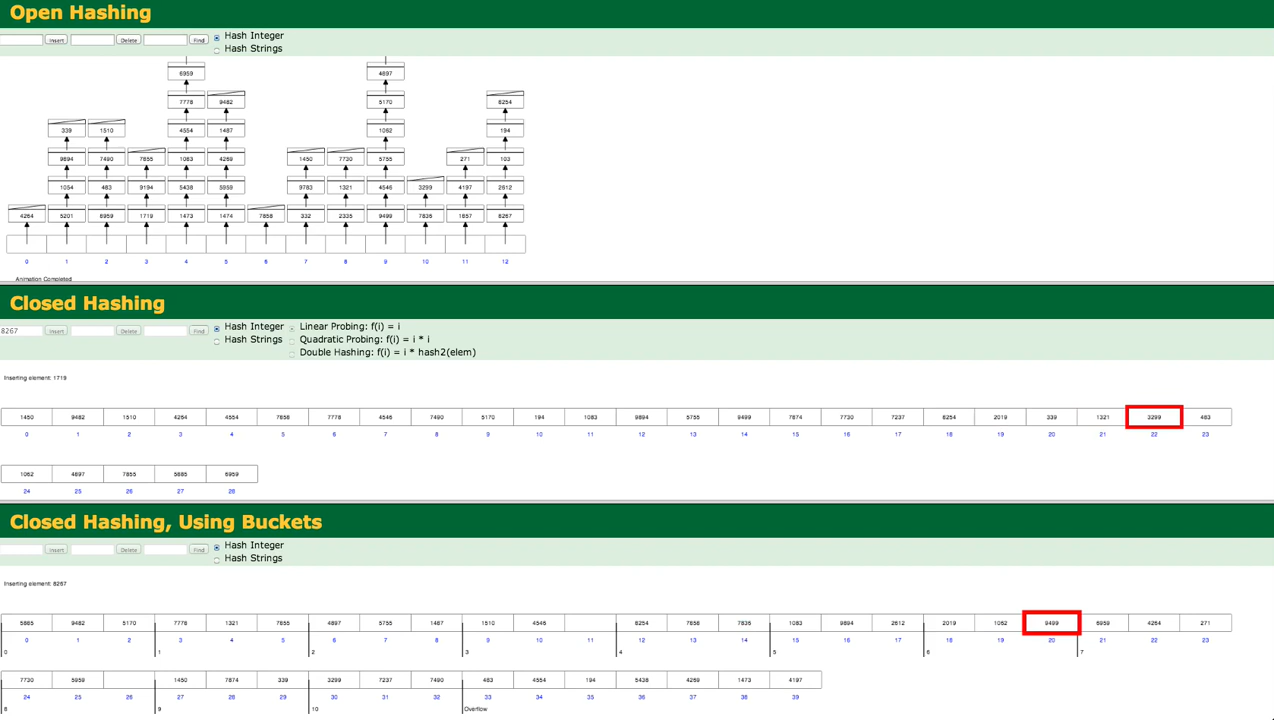 Open Hashing
Insert Delete Find Hash Integer
Hash Strings
6959 4897
7778 9482 5170 6254
339 1510 4554 1487 1062 194
9894 7490 7855 1063 4269 1450 7730 5755 271 103
1054 483 9194 5438 5959 9783 1321 4546 3299 4197 2612
4264 5201 8959 1719 1473 1474 7858 332 2335 9499 7836 1857 8267
0 1 2 3 4 5 6 7 8 9 10 11 12
Animation Completed
Closed Hashing
8267 Insert Delete Find Hash Integer Linear Probing: f(i) = i
Hash Strings Quadratic Probing: f(i) = i * i
Double Hashing: f(i) = i * hash2(elem)
Inserting element: 1719
1450 9482 1510 4264 4554 7858 7778 4546 7490 5170 194 1083 9894 5755 9499 7874 7730 7237 6254 2019 339 1321 3299 483
0 1 2 3 4 5 6 7 8 9 10 11 12 13 14 15 16 17 18 19 20 21 22 23
1062 4897 7855 5885 6959
24 25 26 27 28
Closed Hashing, Using Buckets
Insert Delete Find Hash Integer
Hash Strings
Inserting element: 8267
5885 9482 5170 7778 1321 7855 4897 5755 1487 1510 4546 6254 7858 7836 1083 9894 2612 2019 1062 9499 6959 4264 271
0 1 2 3 4 5 6 7 8 9 10 11 12 13 14 15 16 17 18 19 20 21 22 23
0 1 2 3 4 5 6 7
7730 5959 1450 7874 339 3299 7237 7490 483 4554 194 5438 4269 1473 4197
24 25 26 27 28 29 30 31 32 33 34 35 36 37 38 39
8 9 10 Overflow